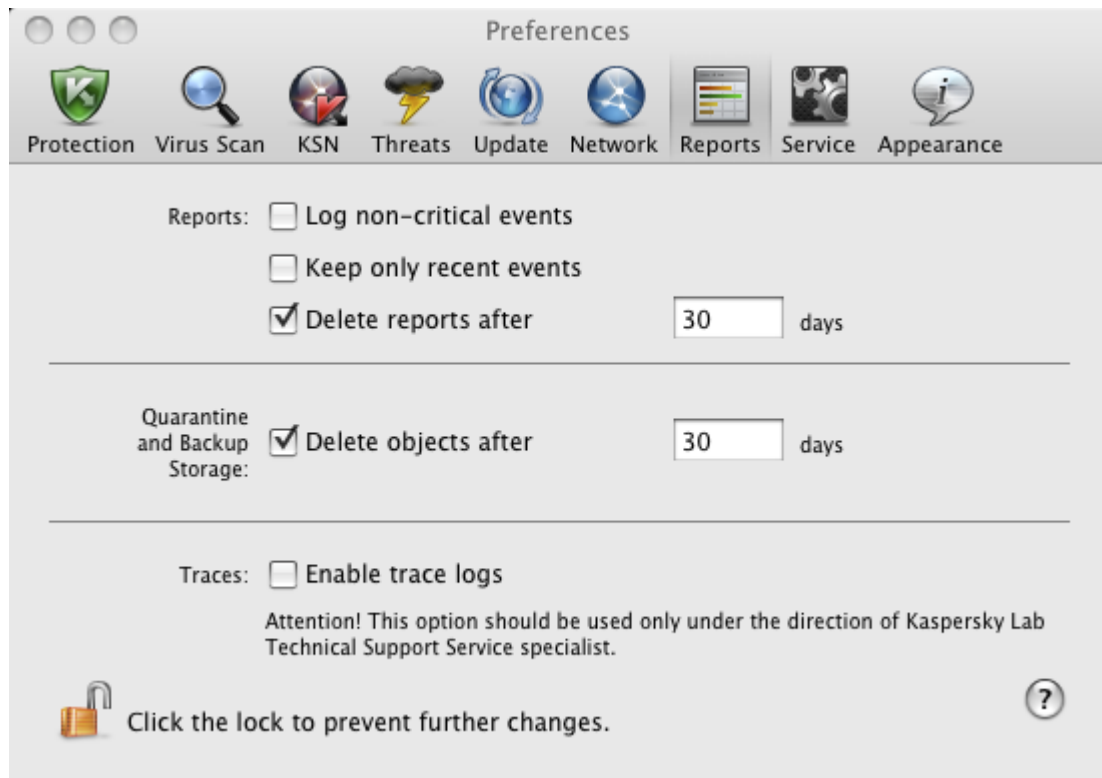 Preferences
Protection Virus Scan KSN Threats Update Network Reports Service Appearance
Reports: Log non-critical events
Keep only recent events
Delete reports after 30 days
Quarantine
and Backup
Storage:
Delete objects after 30 days
Traces: Enable trace logs
Attention! This option should be used only under the direction of Kaspersky Lab
Technical Support Service specialist.
Click the lock to prevent further changes.
?